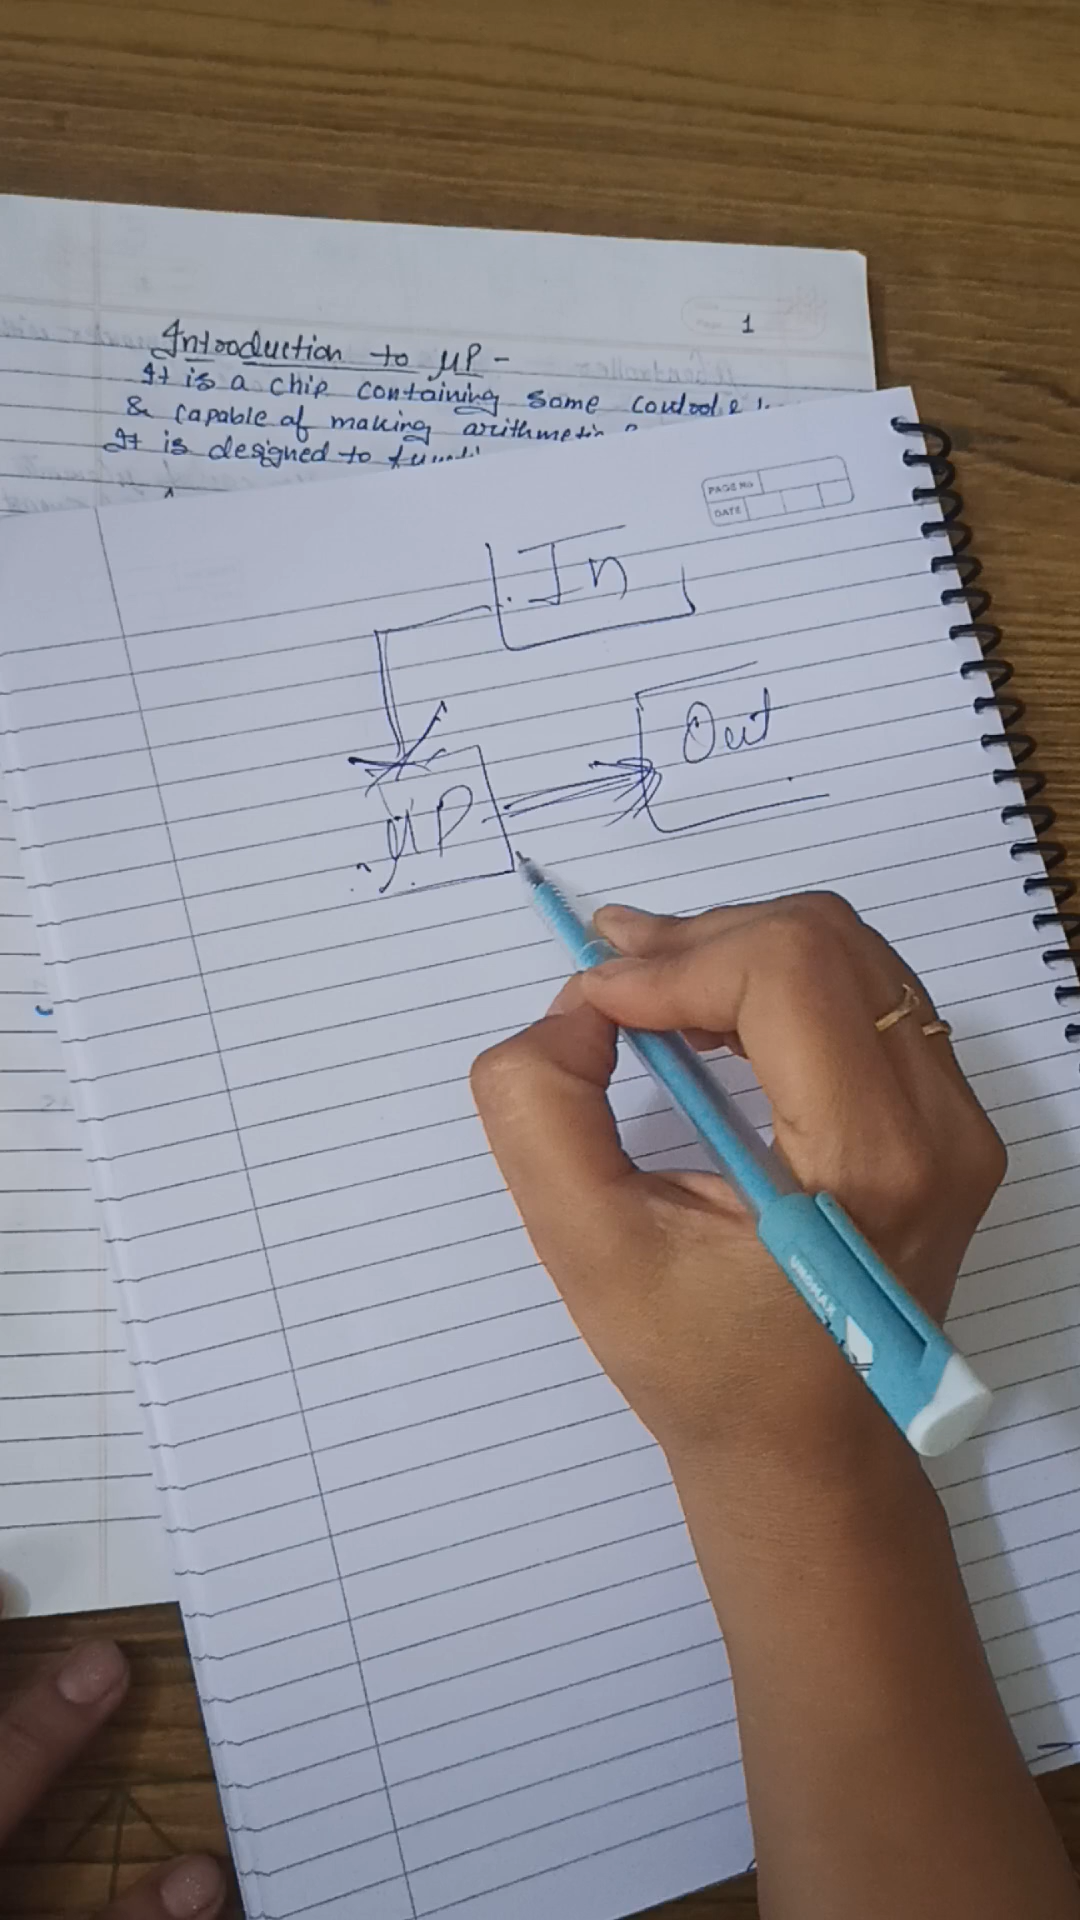 1
Introduction to μP -
It is a chip containing some control &
& capable of making arithmetic
It is designed to
PAGE NO
DATE
In
Out
μP
UNOMAX